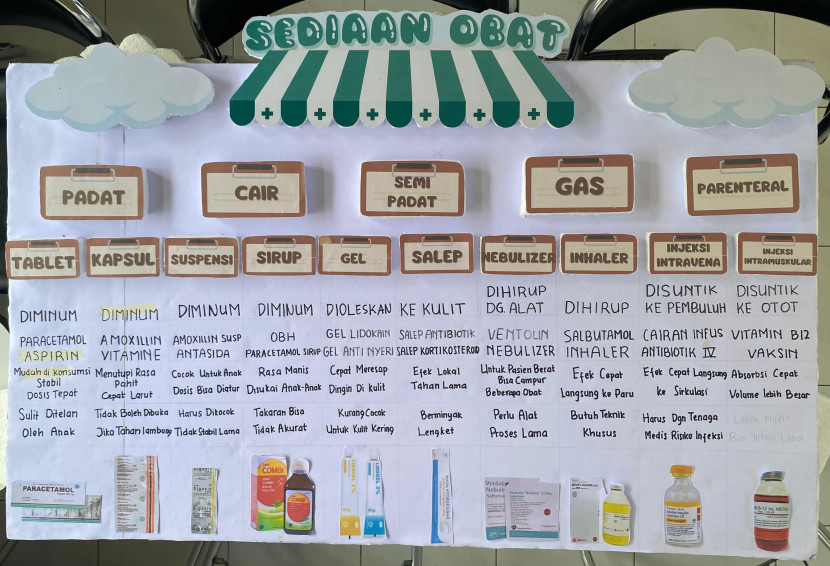 SEDIAAN OBAT
PADAT
CAIR
SEMI
PADAT
GAS
PARENTERAL
TABLET
KAPSUL
SUSPENSI
SIRUP
GEL
SALEP
NEBULIZER
INHALER
INJEKSI
INTRAVENA
INJEKSI
INTRAMUSKULAR
DIMINUM
DIMINUM
DIMINUM
DIMINUM
DIOLESKAN
KE KULIT
DIHIRUP
DG. ALAT
DIHIRUP
DISUNTIK
KE PEMBULUH
DISUNTIK
KE OTOT
PARACETAMOL
ASPIRIN
AMOXILLIN
VITAMINE
AMOXILLIN SUSP
ANTASIDA
OBH
PARACETAMOL SIRUP
GEL LIDOKAIN
GEL ANTI NYERI
SALEP ANTIBIOTIK
SALEP KORTIKOSTEROD
VENTOLIN
NEBULIZER
SALBUTAMOL
INHALER
CAIRAN INFUS
ANTIBIOTIK IV
VITAMIN B12
VAKSIN
Mudah di konsumsi
Stabil
Dosis Tepat
Menutupi Rasa
Pahit
Cepat Larut
Cocok Untuk Anak
Dosis Bisa Diatur
Rasa Manis
Disukai Anak-Anak
Cepat Meresap
Dingin Di Kulit
Efek Lokal
Tahan Lama
Untuk Pasien Berat
Bisa Campur
Beberapa Obat
Efek Cepat
Langsung ke Paru
Efek Cepat Langsung
ke Sirkulasi
Absorbsi Cepat
Volume lebih Besar
Sulit Ditelan
Oleh Anak
Tidak Boleh Dibuka
Jika Tahan lambung
Harus Dikocok
Tidak Stabil Lama
Takaran Bisa
Tidak Akurat
Kurang Cocok
Untuk Kulit Kering
Berminyak
Lengket
Perlu Alat
Proses Lama
Butuh Teknik
Khusus
Harus Dgn Tenaga
Medis Risiko Infeksi
Lebih Nyeri
PARACETAMOL
COMBI
COMBI